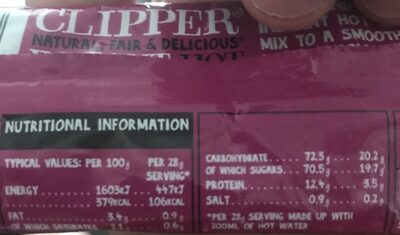 CLIPPER®
NATURAL, FAIR & DELICIOUS
HOT
MIX TO A SMOOTH
NUTRITIONAL INFORMATION
TYPICAL VALUES: PER 100g PER 28g
SERVING*
ENERGY 1603kJ 447kJ
379KCAL 106KCAL
FAT 3.4g 0.9g
OF WHICH SATURATES 2.1g 0.6g
CARBOHYDRATE 72.3g 20.2g
OF WHICH SUGARS 70.5g 19.7g
PROTEIN 12.4g 3.5g
SALT 0.9g 0.2g
*PER 28g SERVING MADE UP WITH
200ML OF HOT WATER